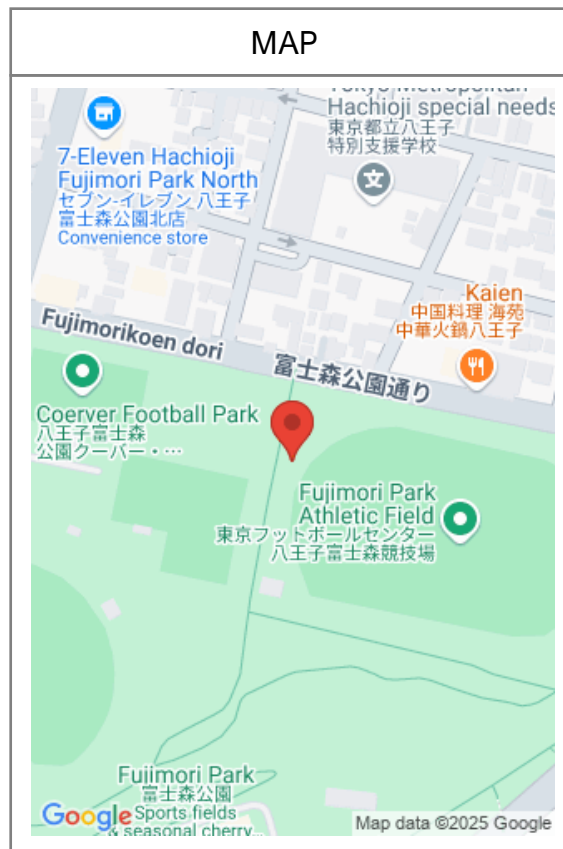 MAP
Tokyo Metropolitan
Hachioji special needs
東京都立八王子
特別支援学校
文
7-Eleven Hachioji
Fujimori Park North
セブン-イレブン 八王子
富士森公園北店
Convenience store
Kaien
中国料理 海苑
中華火鍋八王子
Fujimorikoen dori
富士森公園通り
Coerver Football Park
八王子富士森
公園クーバー・…
Fujimori Park
Athletic Field
東京フットボールセンター
八王子富士森競技場
Fujimori Park
富士森公園
Sports fields
& seasonal cherry...
Google
Map data ©2025 Google